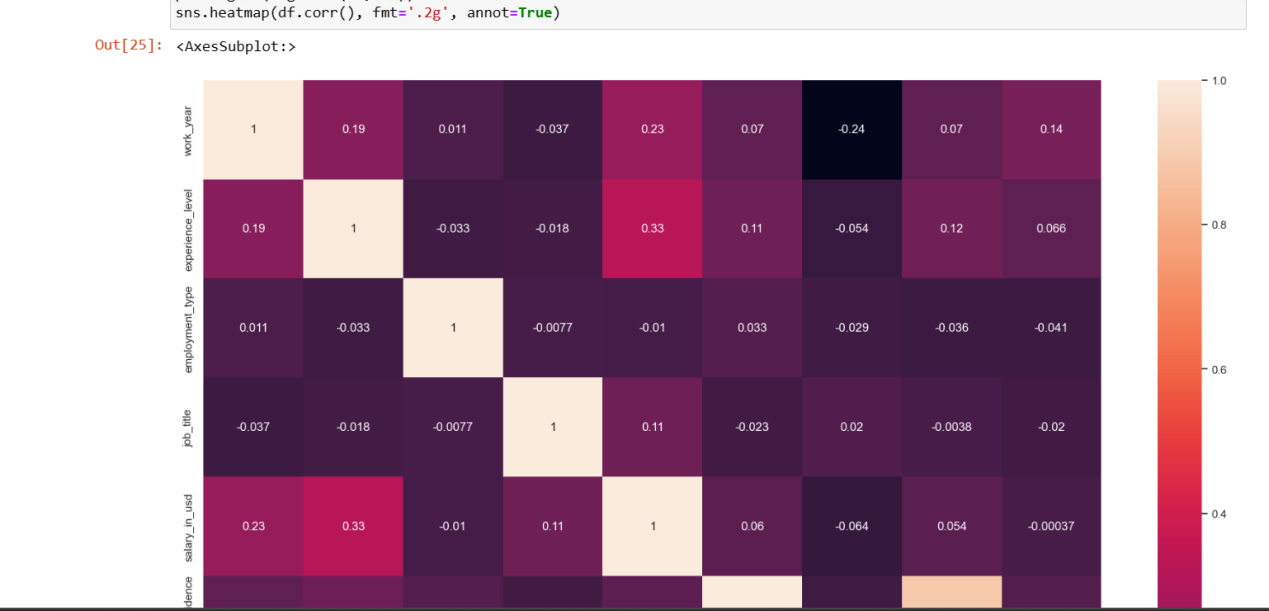 sns.heatmap(df.corr(), fmt='.2g', annot=True)
Out[25]: <AxesSubplot:>
work_year 1 0.19 0.011 -0.037 0.23 0.07 -0.24 0.07 0.14
experience_level 0.19 1 -0.033 -0.018 0.33 0.11 -0.054 0.12 0.066
employment_type 0.011 -0.033 1 -0.0077 -0.01 0.033 -0.029 -0.036 -0.041
job_title -0.037 -0.018 -0.0077 1 0.11 -0.023 0.02 -0.0038 -0.02
salary_in_usd 0.23 0.33 -0.01 0.11 1 0.06 -0.064 0.054 -0.00037
dence
1.0
0.8
0.6
0.4